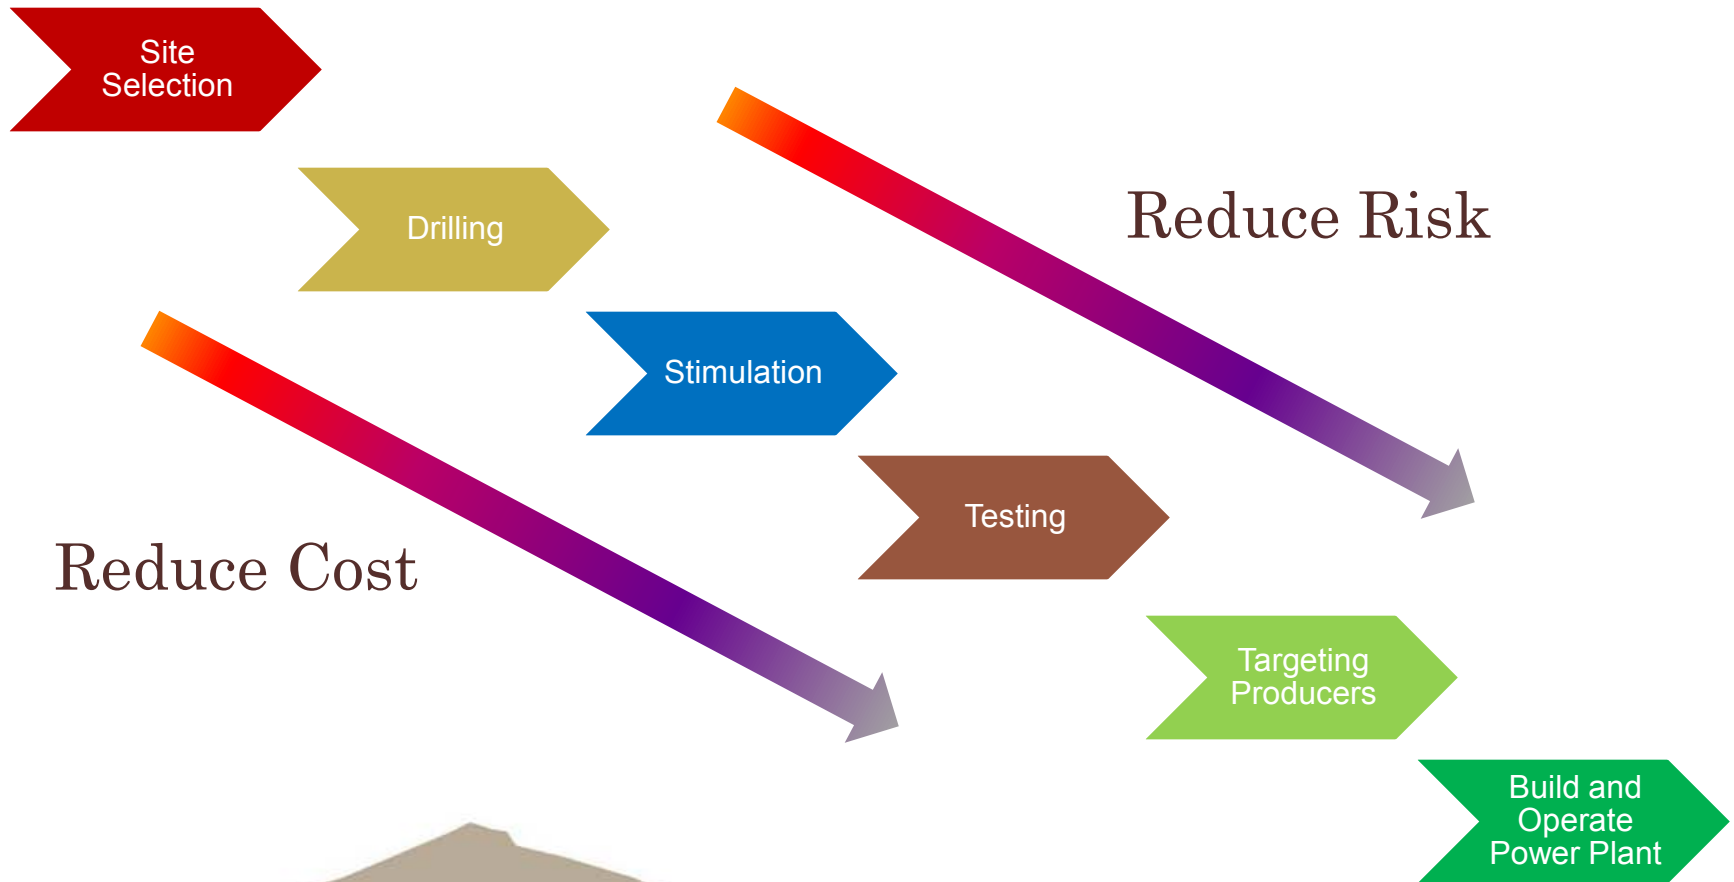 Site
Selection
Drilling
Reduce Risk
Stimulation
Testing
Reduce Cost
Targeting
Producers
Build and
Operate
Power Plant